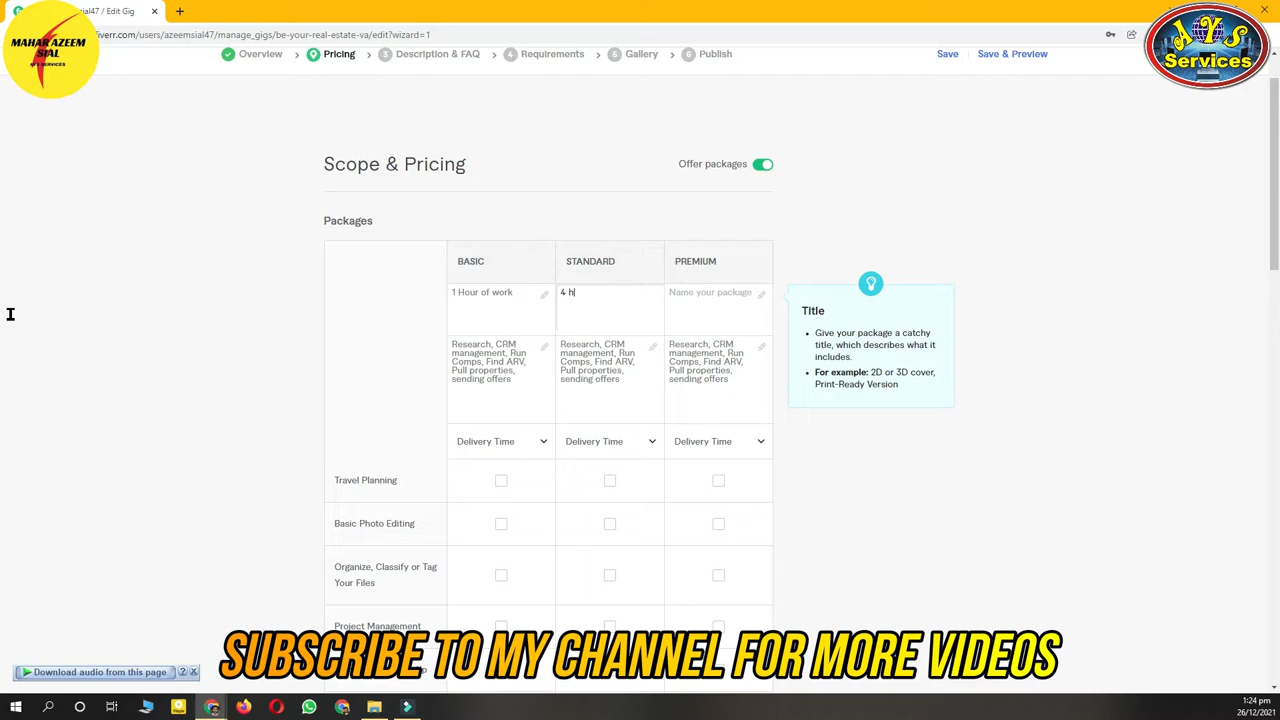 sial47 / Edit Gig
fiverr.com/users/azeemsial47/manage_gigs/be-your-real-estate-va/edit?wizard=1
MAHAR AZEEM
SIAL
AYS SERVICES
AYS
Services
Overview
Pricing
3 Description & FAQ
4 Requirements
5 Gallery
6 Publish
Save
Save & Preview
Scope & Pricing
Offer packages
Packages
BASIC
STANDARD
PREMIUM
1 Hour of work
4 h
Name your package
Title
Give your package a catchy
title, which describes what it
includes.
For example: 2D or 3D cover,
Print-Ready Version
Research, CRM
management, Run
Comps, Find ARV,
Pull properties,
sending offers
Research, CRM
management, Run
Comps, Find ARV,
Pull properties,
sending offers
Research, CRM
management, Run
Comps, Find ARV,
Pull properties,
sending offers
Delivery Time
Delivery Time
Delivery Time
Travel Planning
Basic Photo Editing
Organize, Classify or Tag
Your Files
Project Management
SUBSCRIBE TO MY CHANNEL FOR MORE VIDEOS
Download audio from this page
?
1:24 pm
26/12/2021